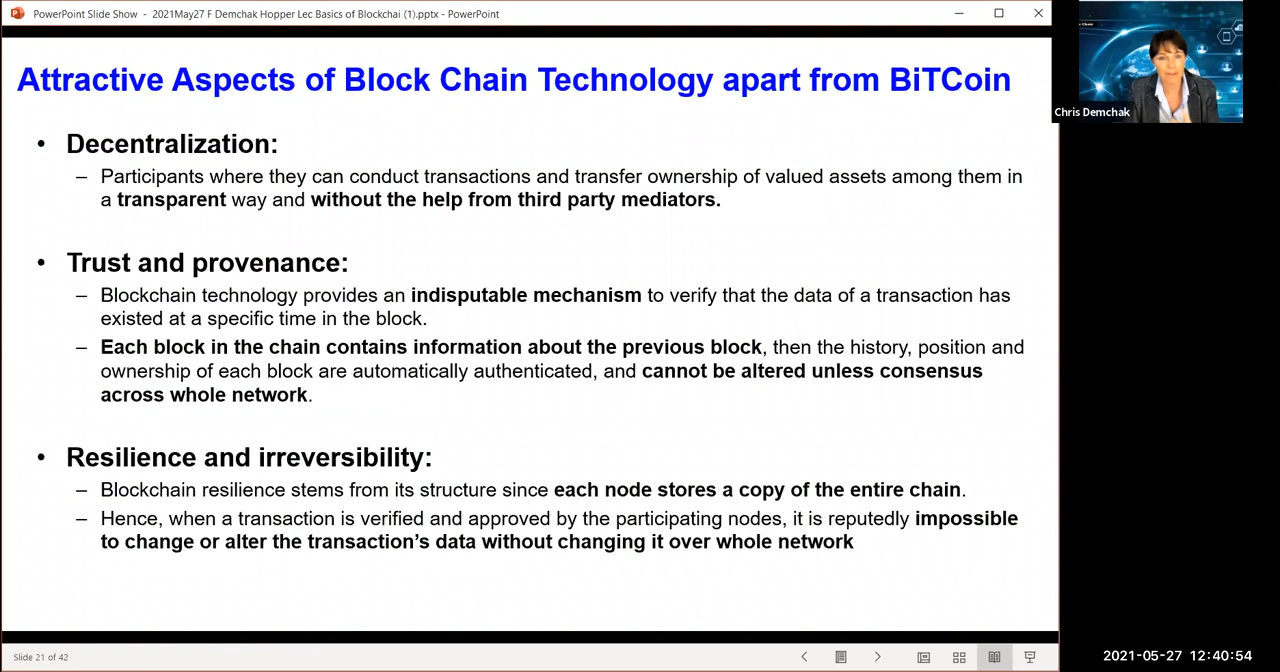 PowerPoint Slide Show - 2021May27 F Demchak Hopper Lec Basics of Blockchai (1).pptx - PowerPoint
Attractive Aspects of Block Chain Technology apart from BiTCoin
Chris Demchak
• Decentralization:
– Participants where they can conduct transactions and transfer ownership of valued assets among them in
a transparent way and without the help from third party mediators.
• Trust and provenance:
– Blockchain technology provides an indisputable mechanism to verify that the data of a transaction has
existed at a specific time in the block.
– Each block in the chain contains information about the previous block, then the history, position and
ownership of each block are automatically authenticated, and cannot be altered unless consensus
across whole network.
• Resilience and irreversibility:
– Blockchain resilience stems from its structure since each node stores a copy of the entire chain.
– Hence, when a transaction is verified and approved by the participating nodes, it is reputedly impossible
to change or alter the transaction’s data without changing it over whole network
Slide 21 of 42
2021-05-27 12:40:54